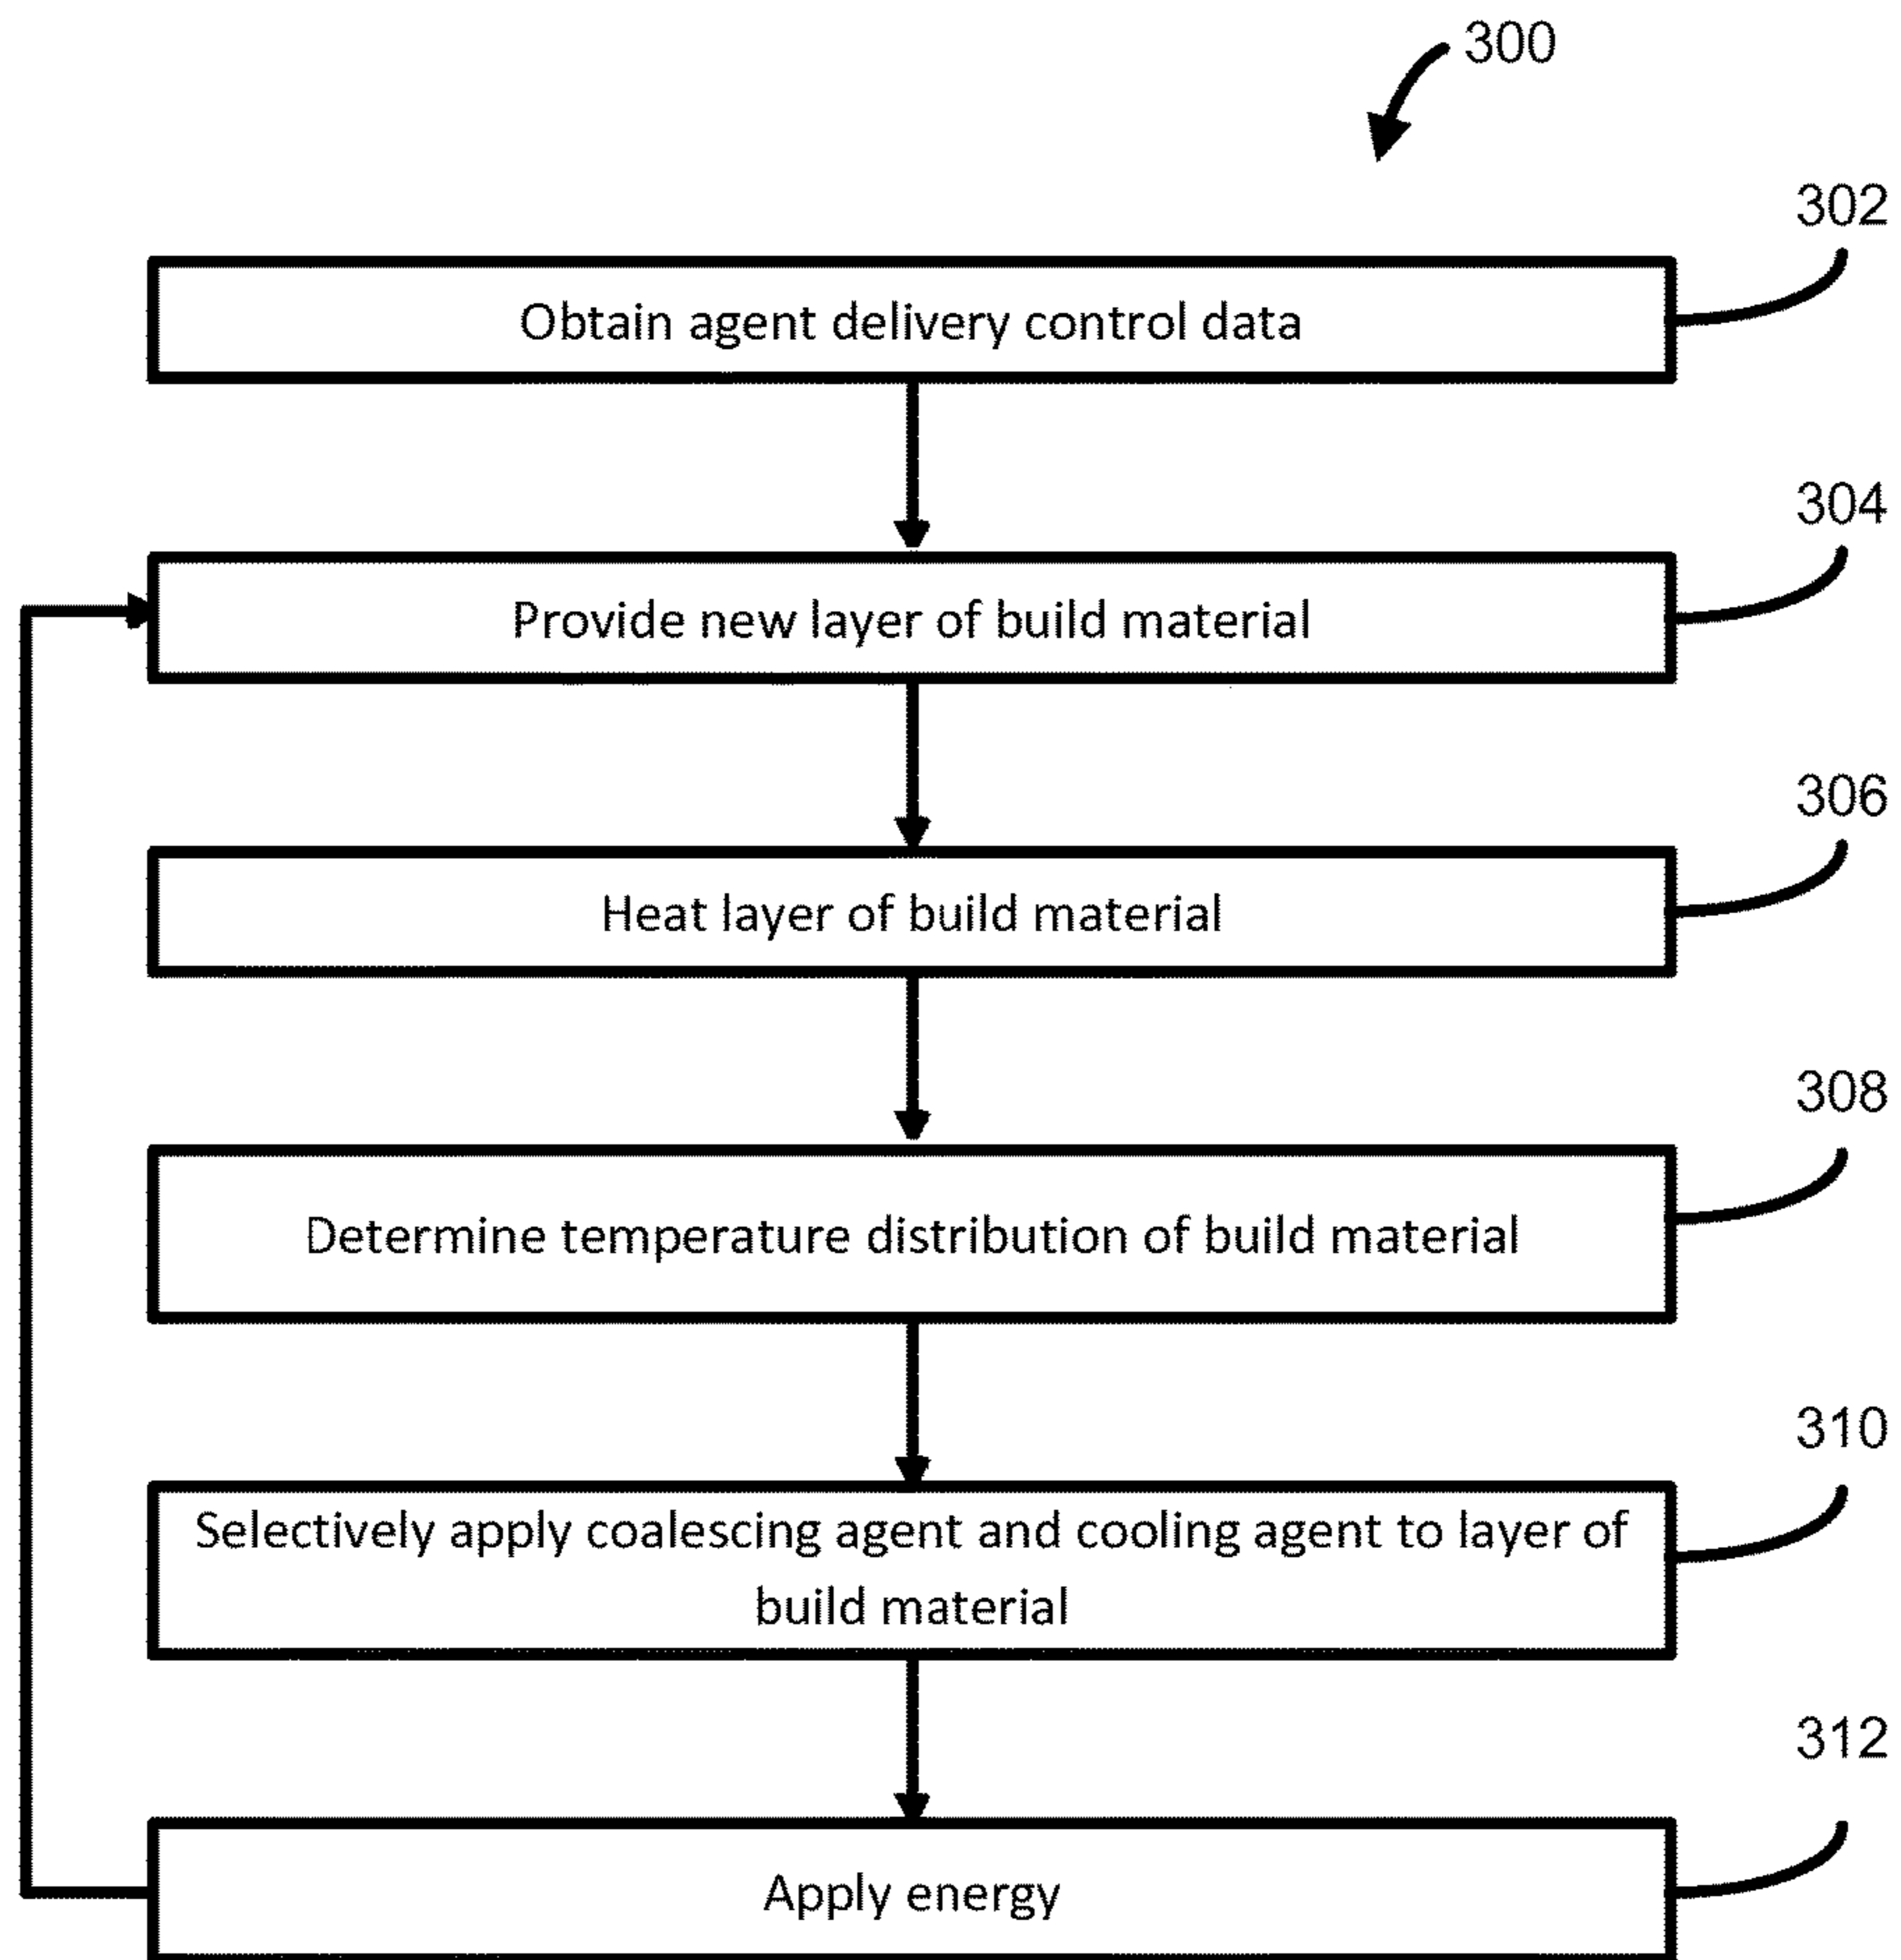 300
302
Obtain agent delivery control data
304
Provide new layer of build material
306
Heat layer of build material
308
Determine temperature distribution of build material
310
Selectively apply coalescing agent and cooling agent to layer of
build material
312
Apply energy